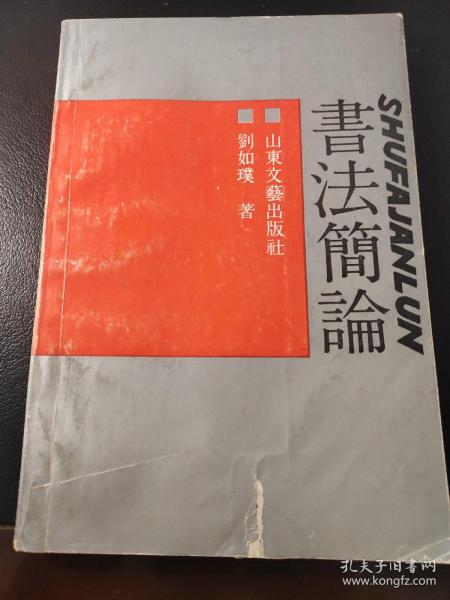 書法簡論
SHUFAJANLUN
山東文藝出版社
劉如璞 著
孔夫子旧书网
www.kongfz.com